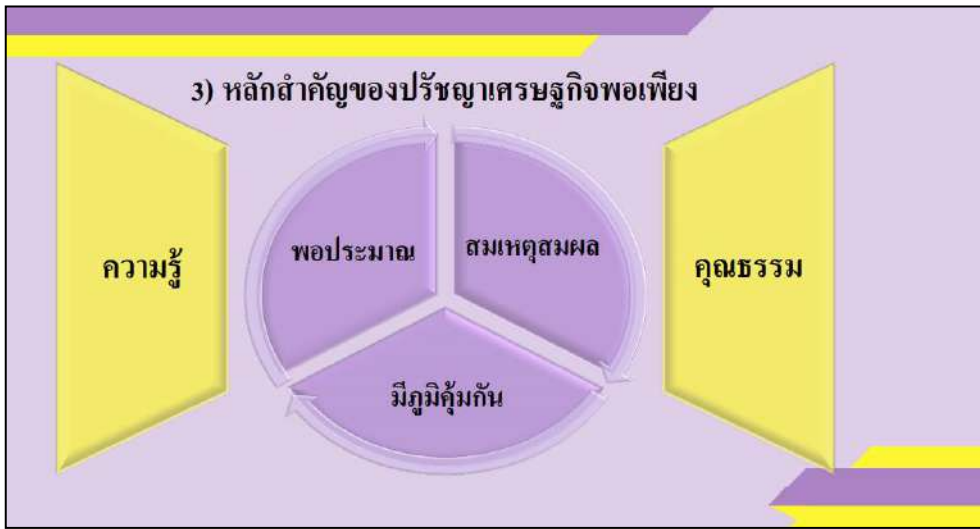 3) หลักสำคัญของปรัชญาเศรษฐกิจพอเพียง
ความรู้
พอประมาณ
สมเหตุสมผล
คุณธรรม
มีภูมิคุ้มกัน